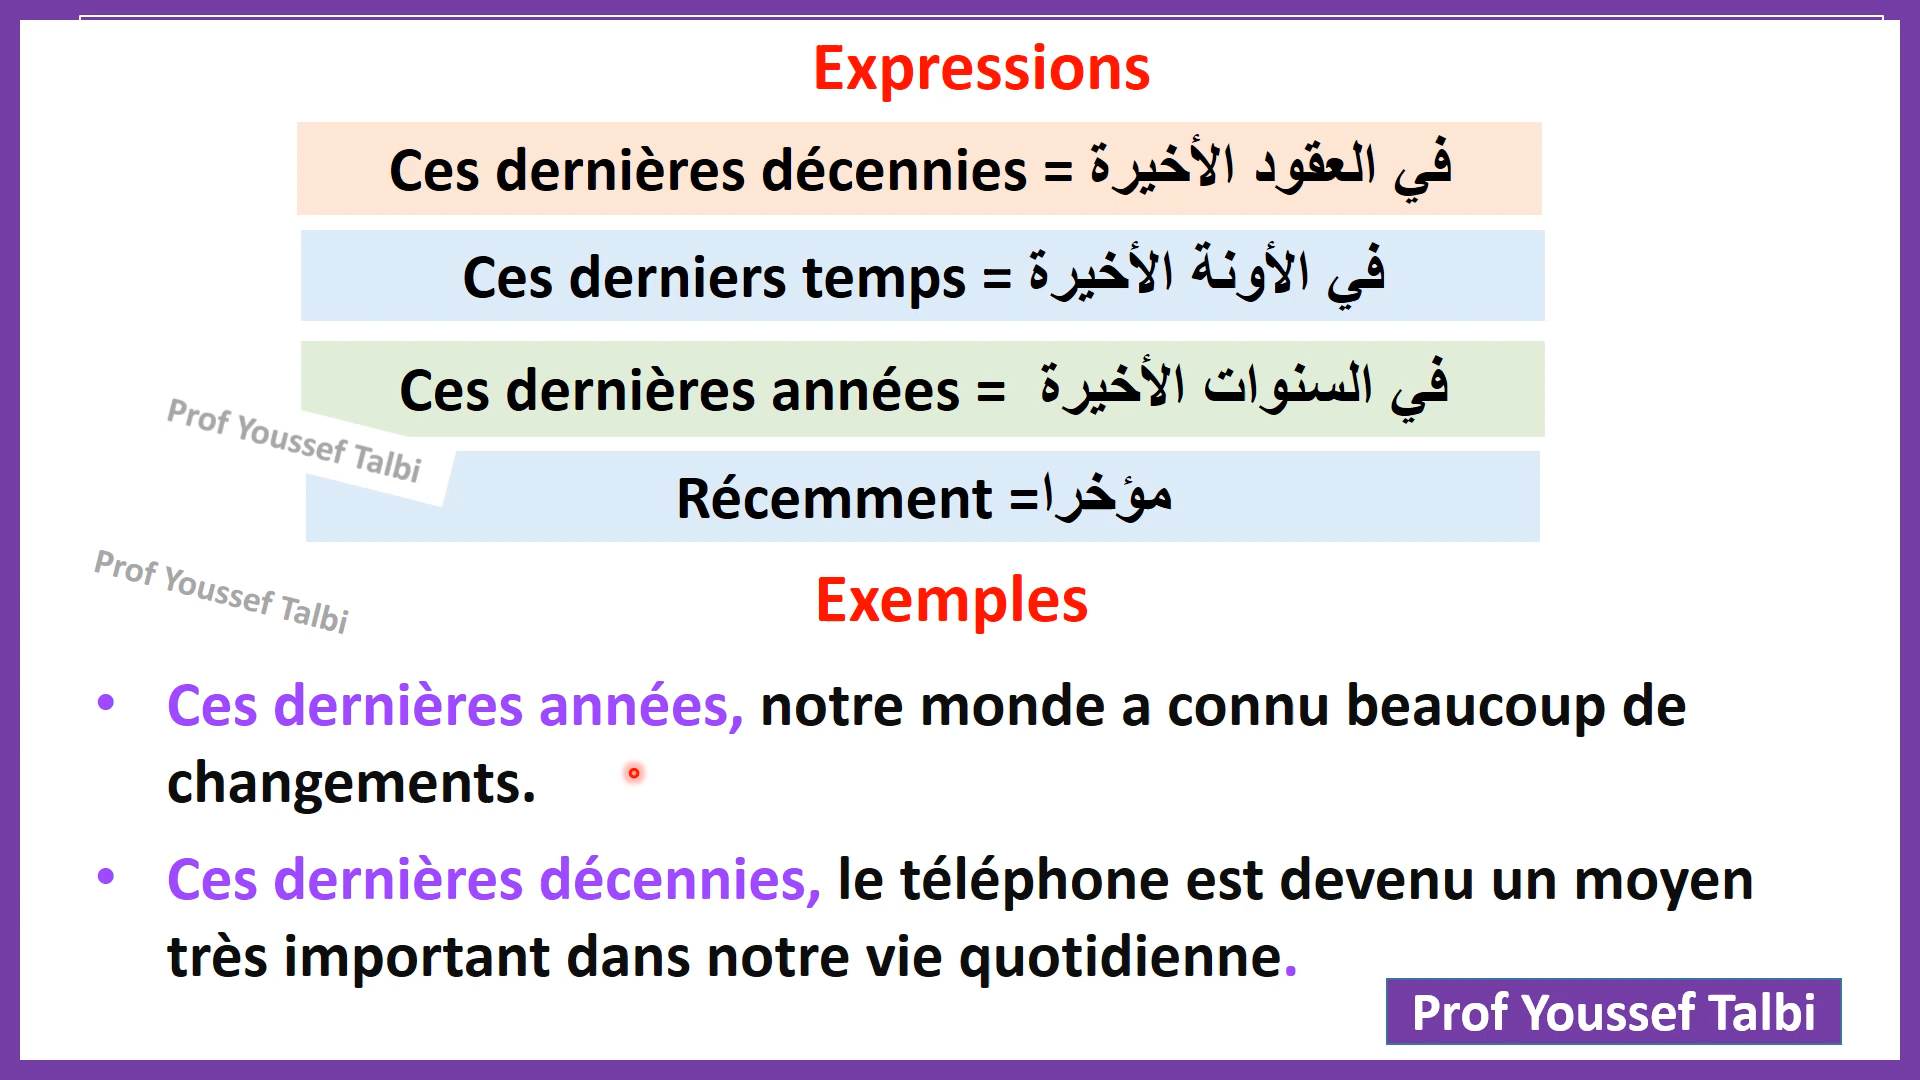 Expressions
Ces dernières décennies = في العقود الأخيرة
Ces derniers temps = في الأونة الأخيرة
Ces dernières années = في السنوات الأخيرة
Prof Youssef Talbi
Récemment =مؤخرا
Prof Youssef Talbi
Exemples
• Ces dernières années, notre monde a connu beaucoup de
changements.
• Ces dernières décennies, le téléphone est devenu un moyen
très important dans notre vie quotidienne.
Prof Youssef Talbi